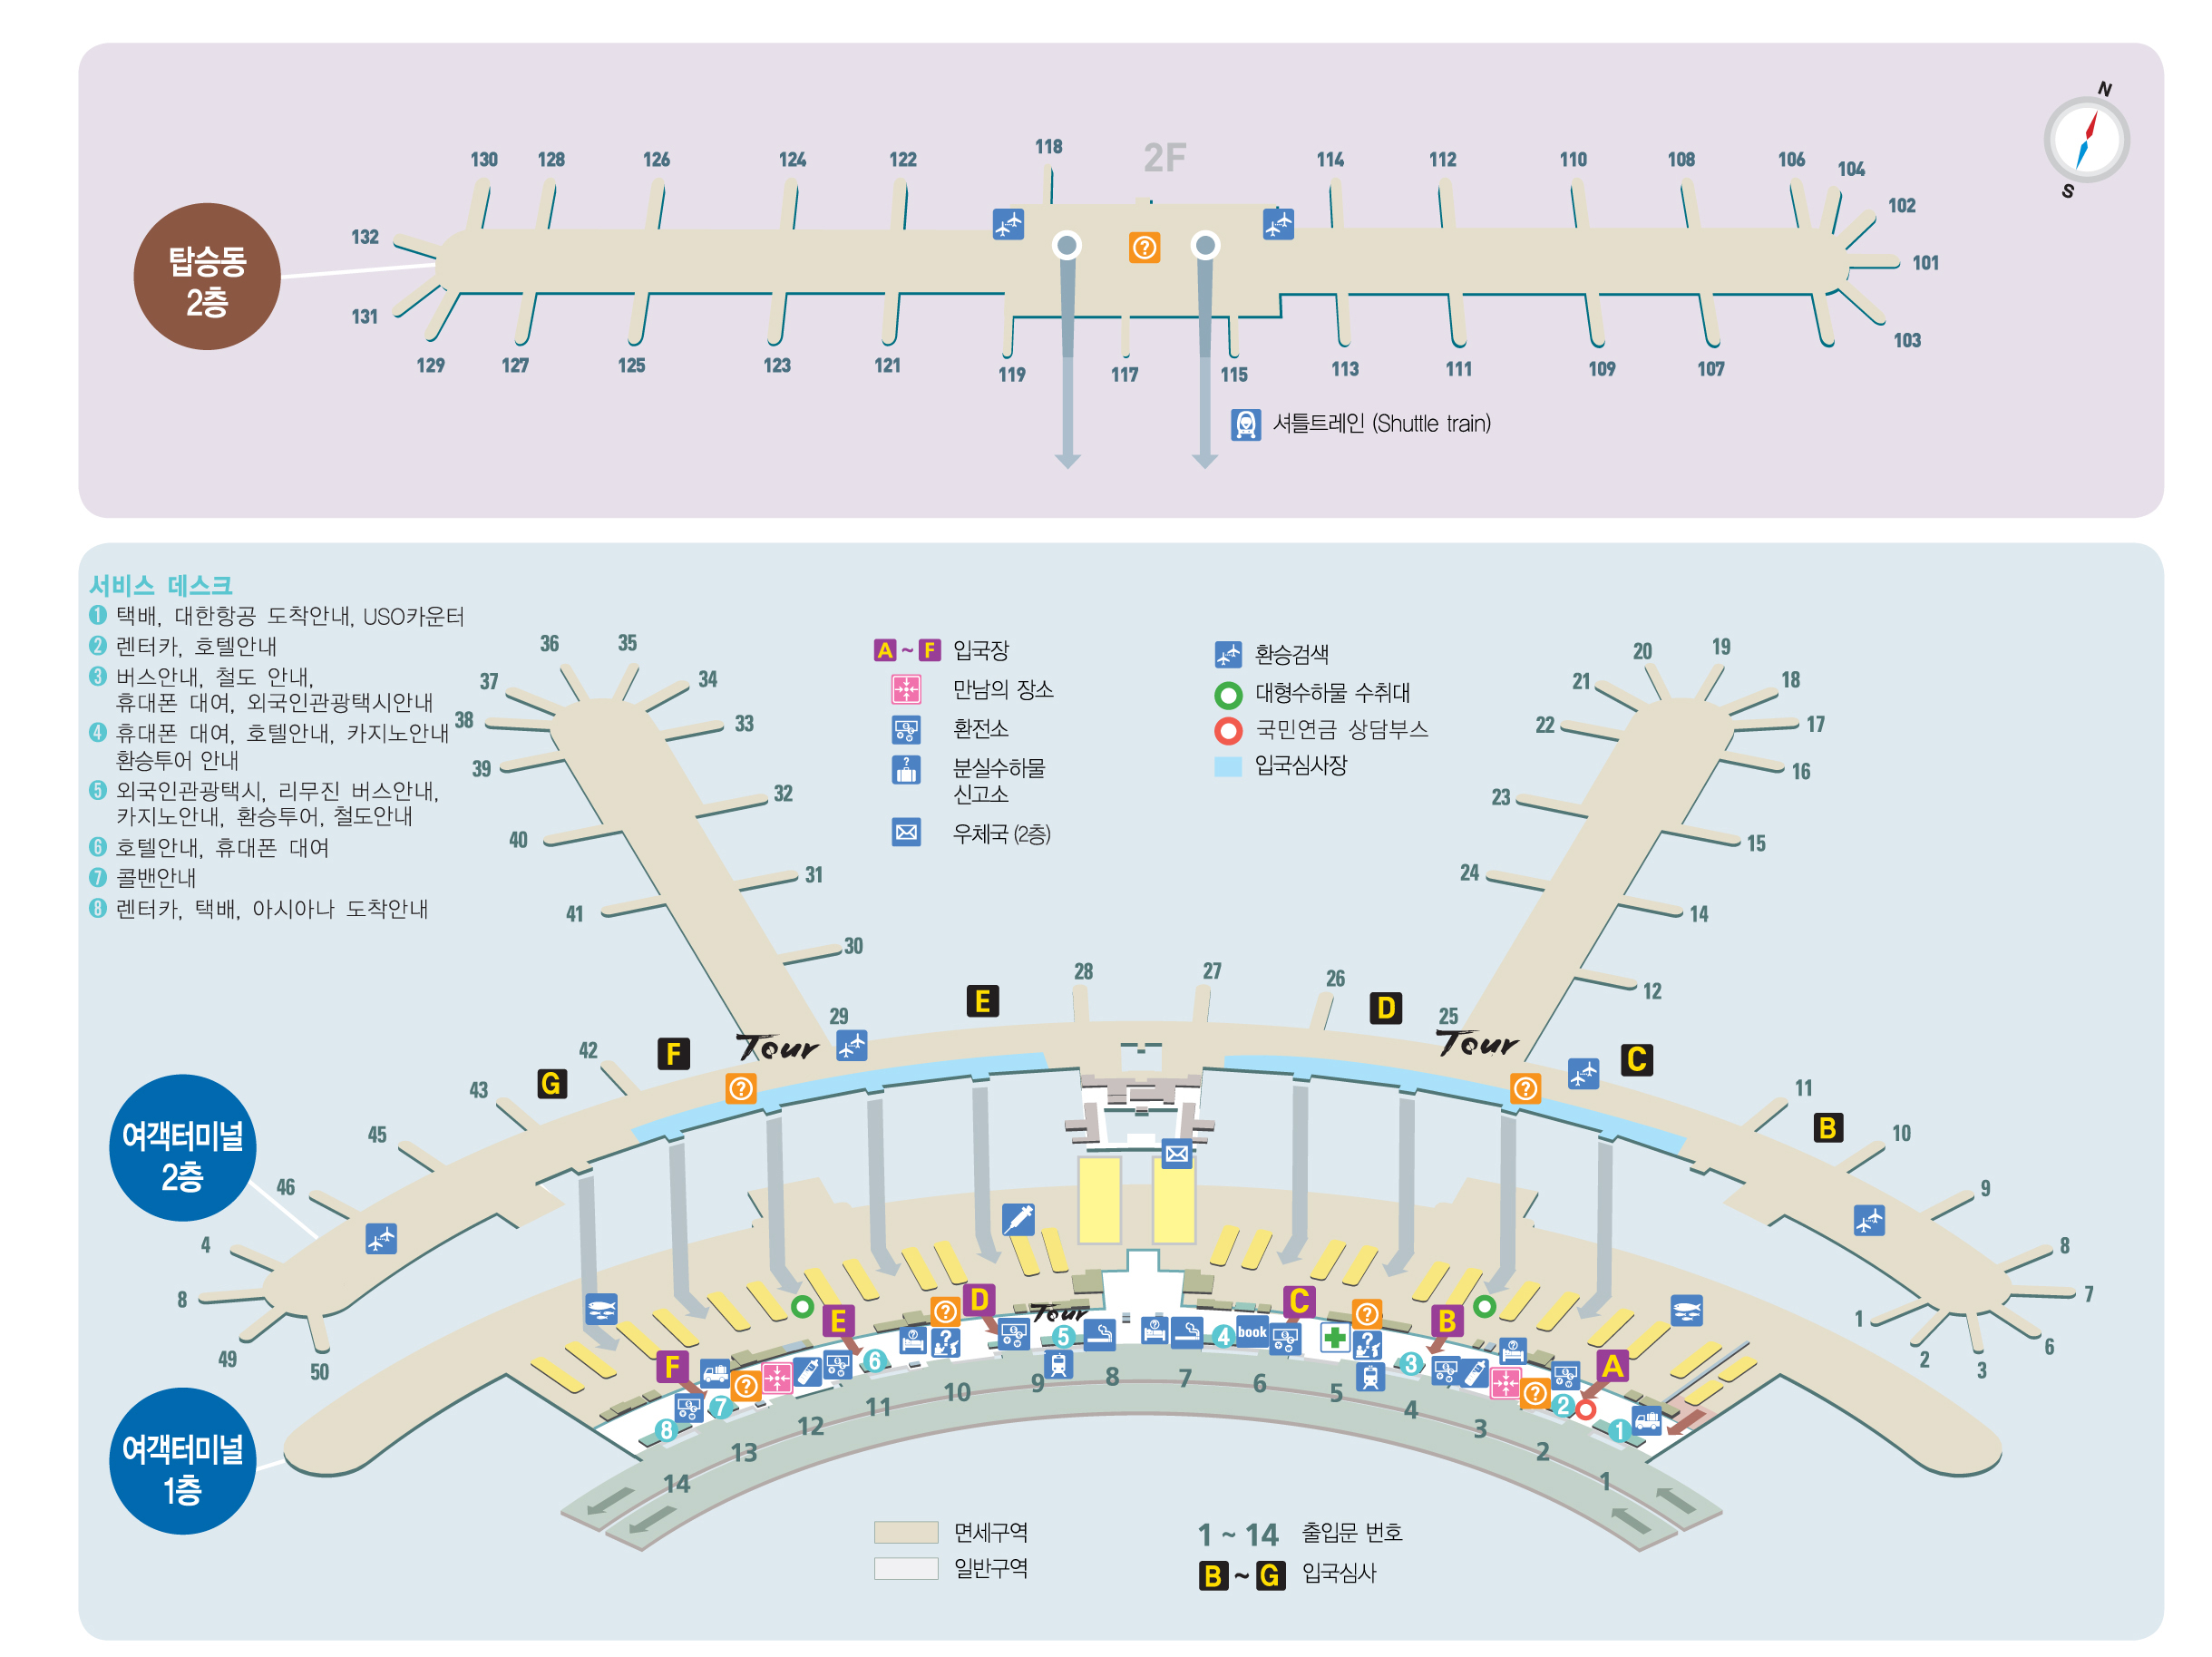 N
S
2F
118
130
128
126
124
122
114
112
110
108
106
104
102
101
103
132
131
탑승동
2층
129
127
125
123
121
119
117
115
113
111
109
107
셔틀트레인 (Shuttle train)
서비스 데스크
1 택배, 대한항공 도착안내, USO카운터
2 렌터카, 호텔안내
3 버스안내, 철도 안내,
휴대폰 대여, 외국인관광택시안내
4 휴대폰 대여, 호텔안내, 카지노안내
환승투어 안내
5 외국인관광택시, 리무진 버스안내,
카지노안내, 환승투어, 철도안내
6 호텔안내, 휴대폰 대여
7 콜밴안내
8 렌터카, 택배, 아시아나 도착안내
A ~ F 입국장
만남의 장소
환전소
분실수하물
신고소
우체국 (2층)
환승검색
대형수하물 수취대
국민연금 상담부스
입국심사장
36
35
37
34
38
33
39
32
40
31
41
30
29
28
27
26
25
20
19
21
18
22
17
16
23
15
24
14
12
E
D
F
G
C
B
Tour
Tour
42
43
45
46
4
8
49
50
11
10
9
8
7
6
3
2
1
여객터미널
2층
여객터미널
1층
F
E
D
C
B
A
Tour
book
8
7
6
5
4
3
2
1
14
13
12
11
10
9
8
7
6
5
4
3
2
1
면세구역
일반구역
1 ~ 14 출입문 번호
B ~ G 입국심사